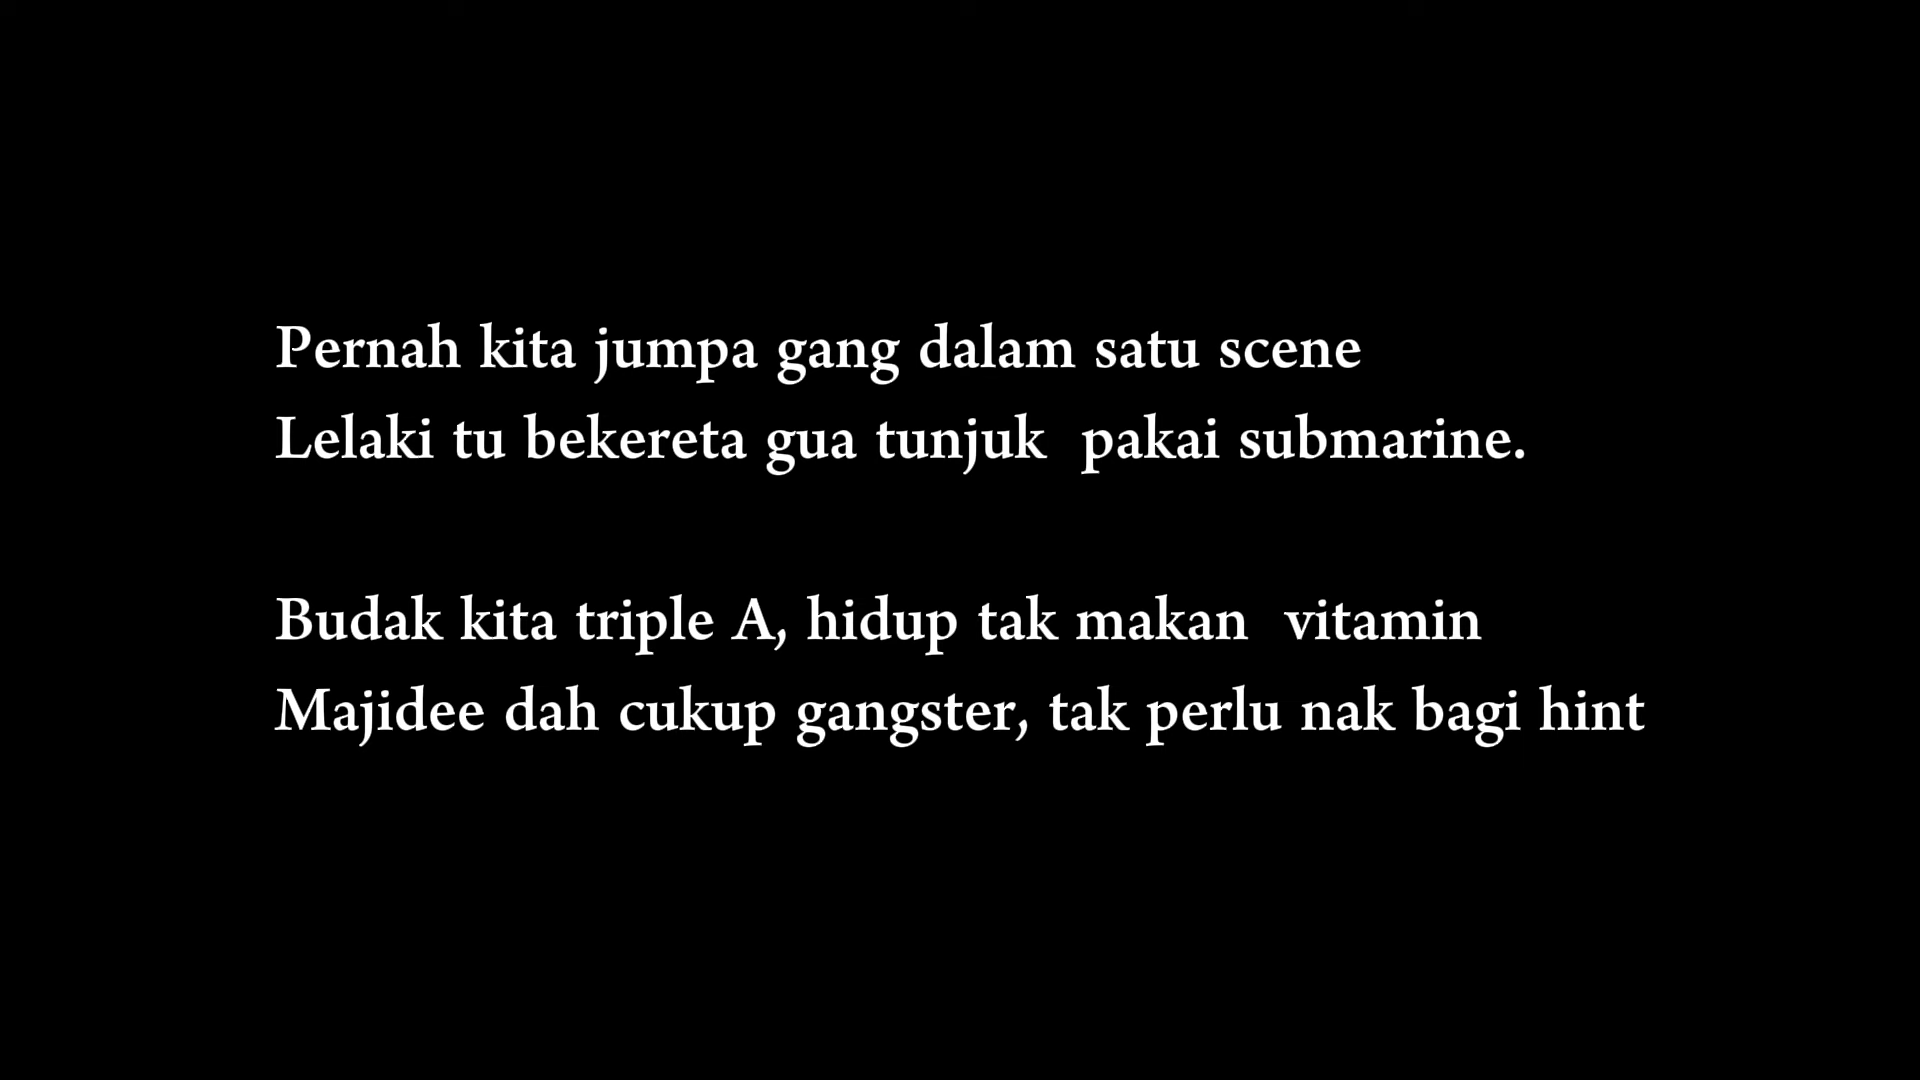 Pernah kita jumpa gang dalam satu scene
Lelaki tu bekereta gua tunjuk  pakai submarine.
Budak kita triple A, hidup tak makan  vitamin
Majidee dah cukup gangster, tak perlu nak bagi hint